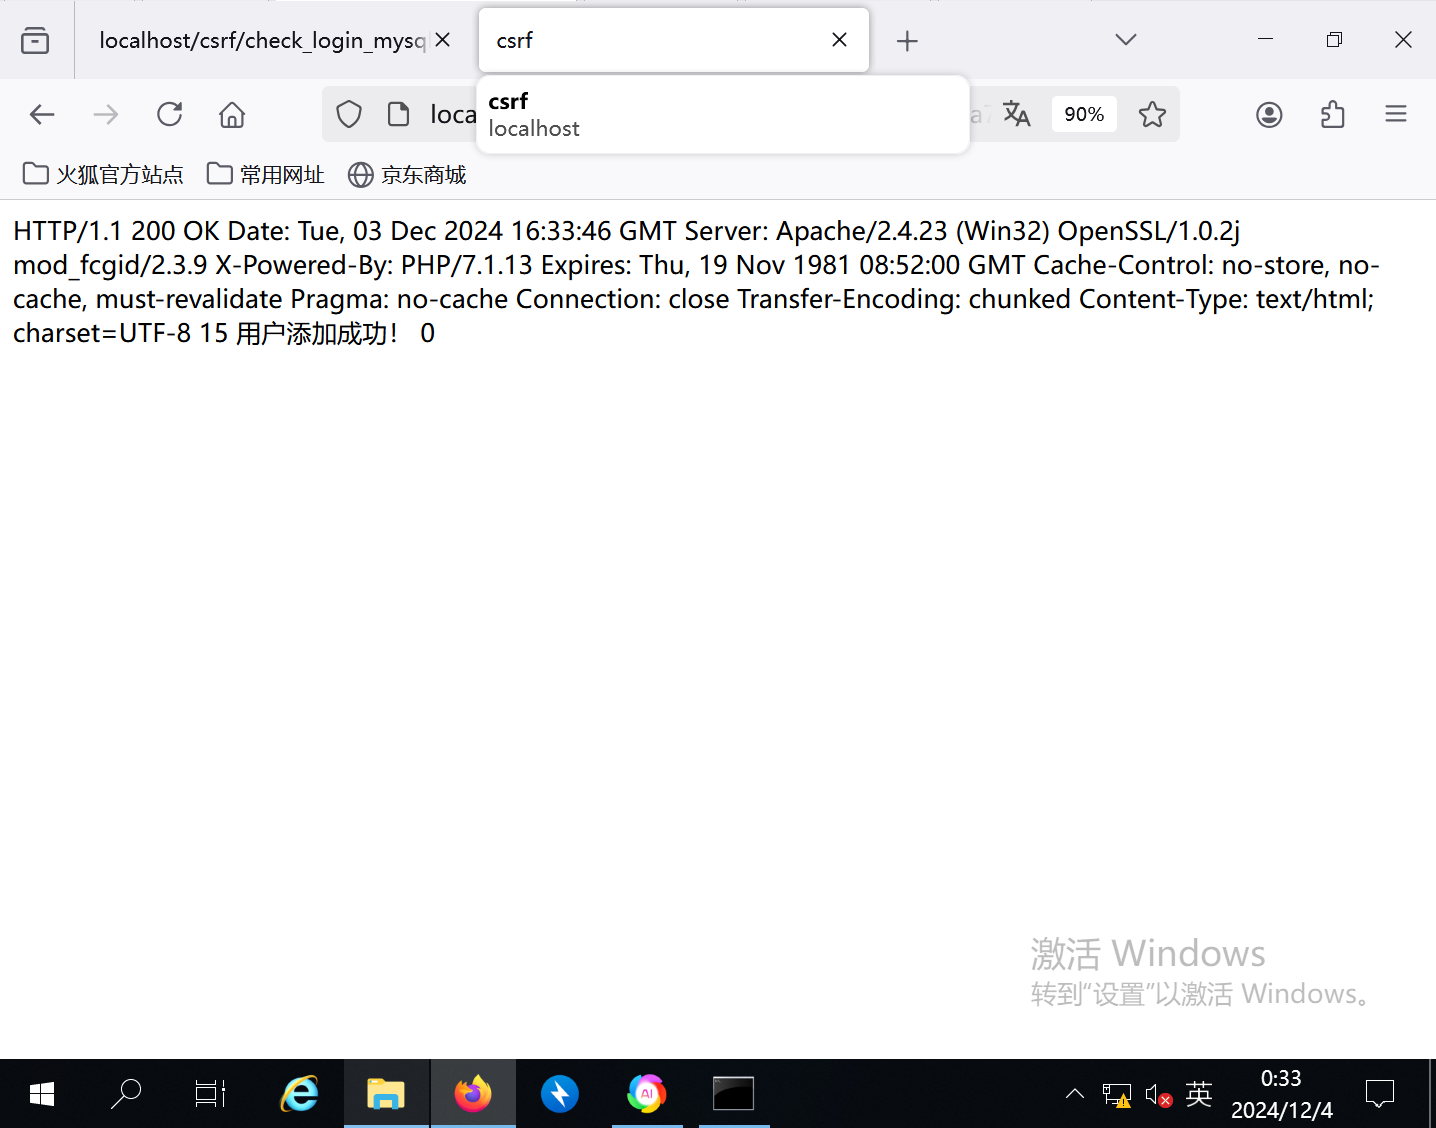 localhost/csrf/check_login_mysql
csrf
csrf
localhost
loca
90%
火狐官方站点
常用网址
京东商城
HTTP/1.1 200 OK Date: Tue, 03 Dec 2024 16:33:46 GMT Server: Apache/2.4.23 (Win32) OpenSSL/1.0.2j
mod_fcgid/2.3.9 X-Powered-By: PHP/7.1.13 Expires: Thu, 19 Nov 1981 08:52:00 GMT Cache-Control: no-store, no-
cache, must-revalidate Pragma: no-cache Connection: close Transfer-Encoding: chunked Content-Type: text/html;
charset=UTF-8 15 用户添加成功！ 0
激活 Windows
转到“设置”以激活 Windows。
AI
英
0:33
2024/12/4